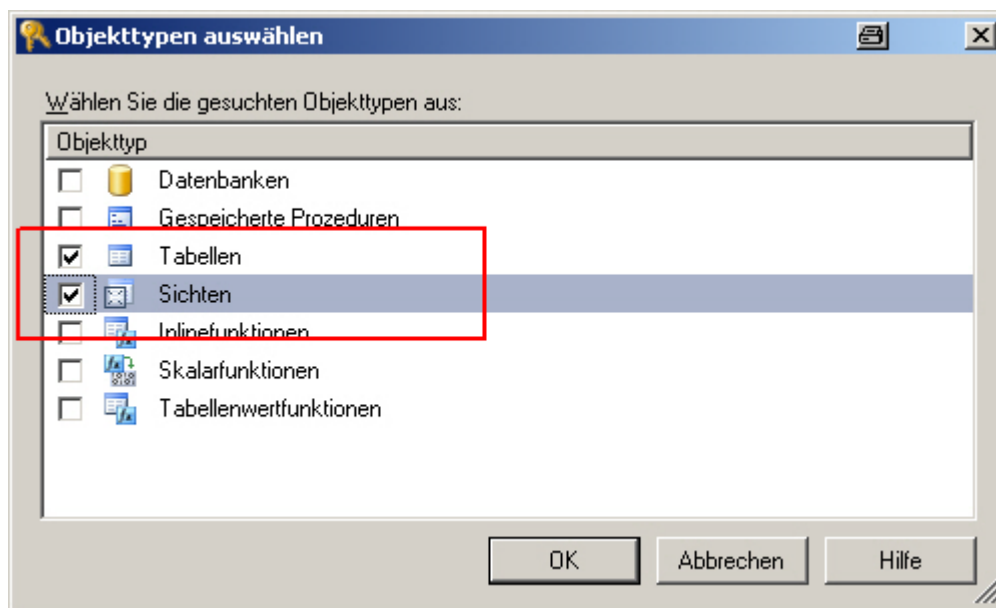 Objekttypen auswählen
Wählen Sie die gesuchten Objekttypen aus:
Objekttyp
Datenbanken
Gespeicherte Prozeduren
Tabellen
Sichten
Inlinefunktionen
Skalarfunktionen
Tabellenwertfunktionen
OK Abbrechen Hilfe